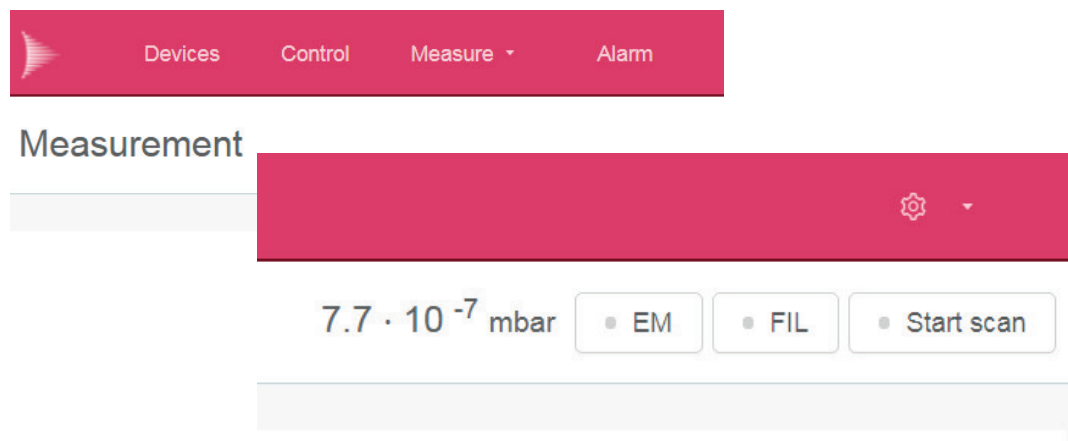 Devices Control Measure Alarm
Measurement
7.7 · 10 -7 mbar EM FIL Start scan